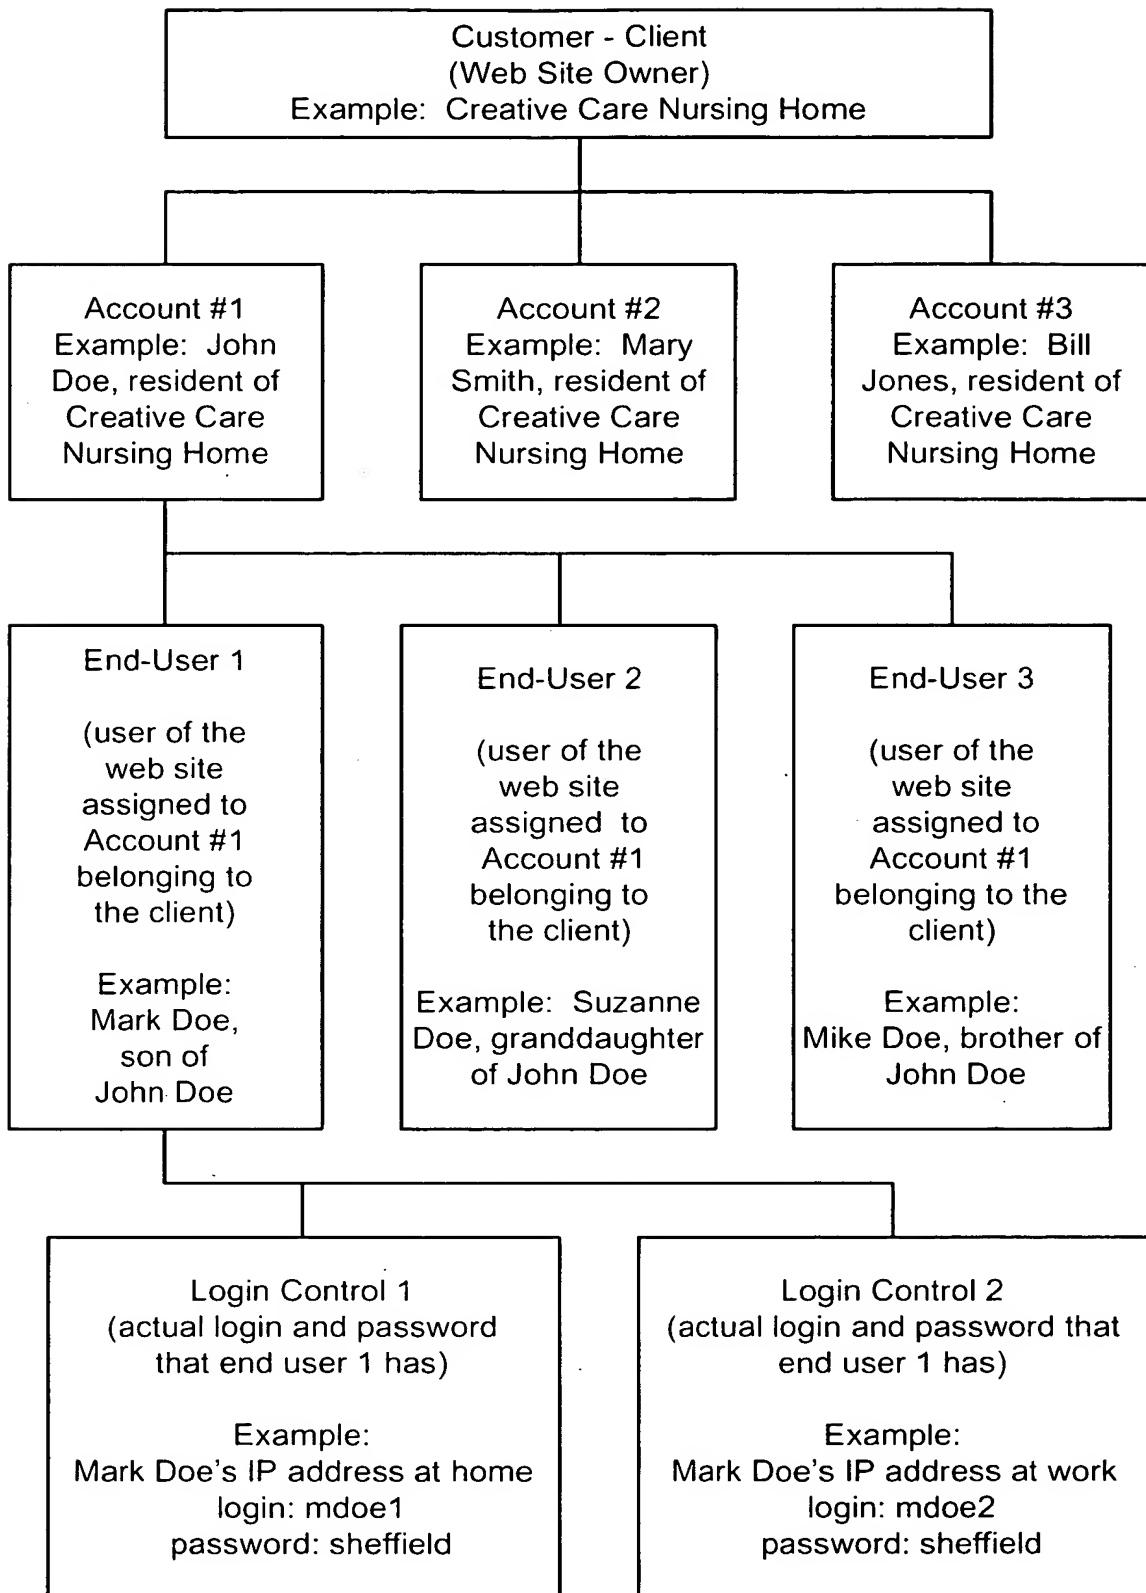 Customer - Client
(Web Site Owner)
Example: Creative Care Nursing Home
Account #1
Example: John
Doe, resident of
Creative Care
Nursing Home
Account #2
Example: Mary
Smith, resident of
Creative Care
Nursing Home
Account #3
Example: Bill
Jones, resident of
Creative Care
Nursing Home
End-User 1
(user of the
web site
assigned to
Account #1
belonging to
the client)
Example:
Mark Doe,
son of
John Doe
End-User 2
(user of the
web site
assigned to
Account #1
belonging to
the client)
Example: Suzanne
Doe, granddaughter
of John Doe
End-User 3
(user of the
web site
assigned to
Account #1
belonging to the
client)
Example:
Mike Doe, brother of
John Doe
Login Control 1
(actual login and password
that end user 1 has)
Example:
Mark Doe's IP address at home
login: mdoe1
password: sheffield
Login Control 2
(actual login and password that
end user 1 has)
Example:
Mark Doe's IP address at work
login: mdoe2
password: sheffield